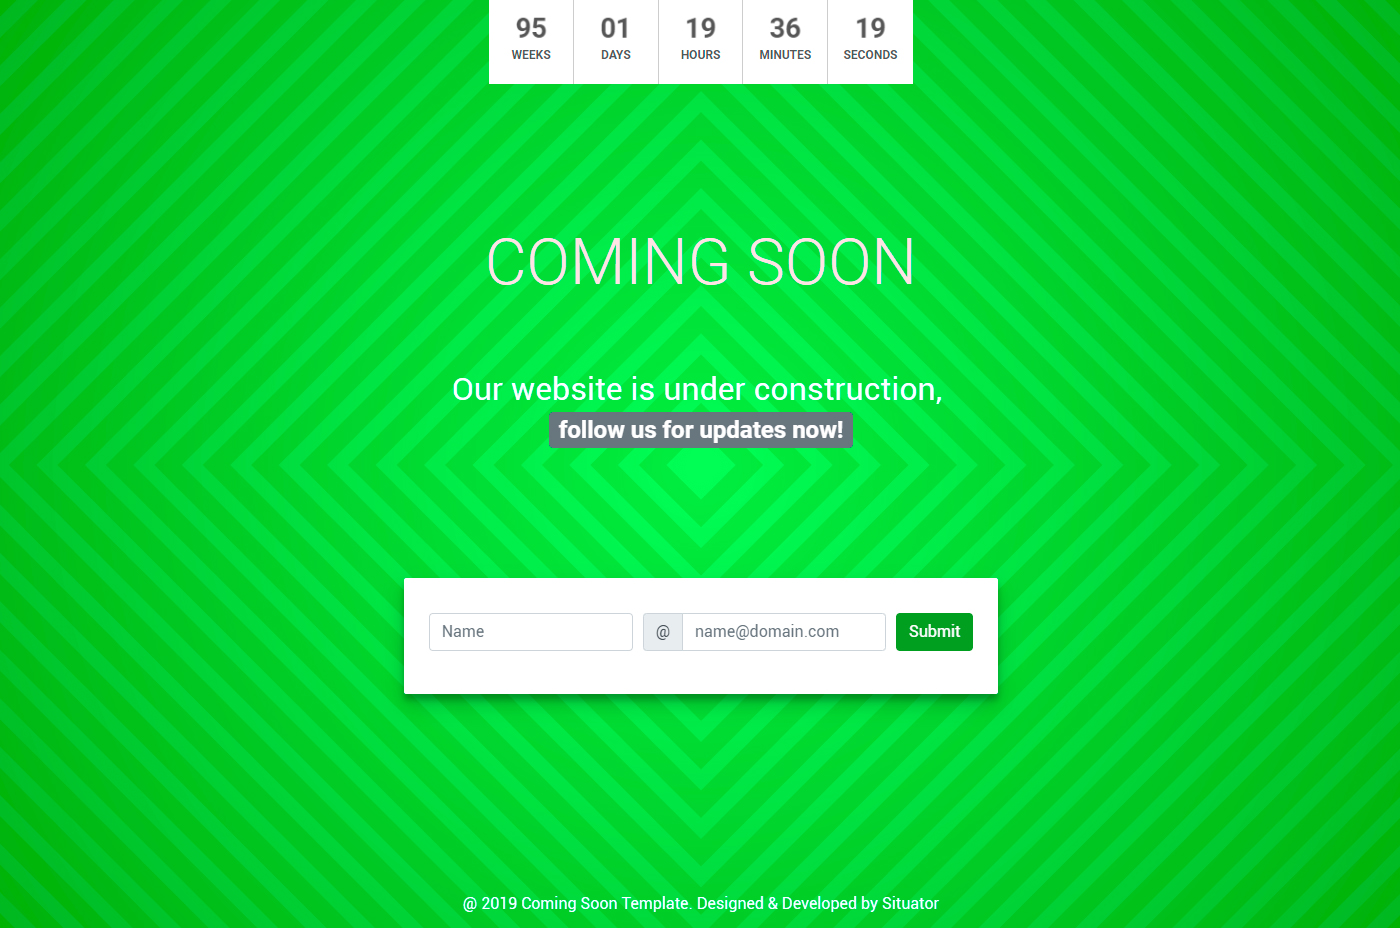 95 01 19 36 19
WEEKS DAYS HOURS MINUTES SECONDS
COMING SOON
Our website is under construction,
follow us for updates now!
Name @ name@domain.com Submit
@ 2019 Coming Soon Template. Designed & Developed by Situator